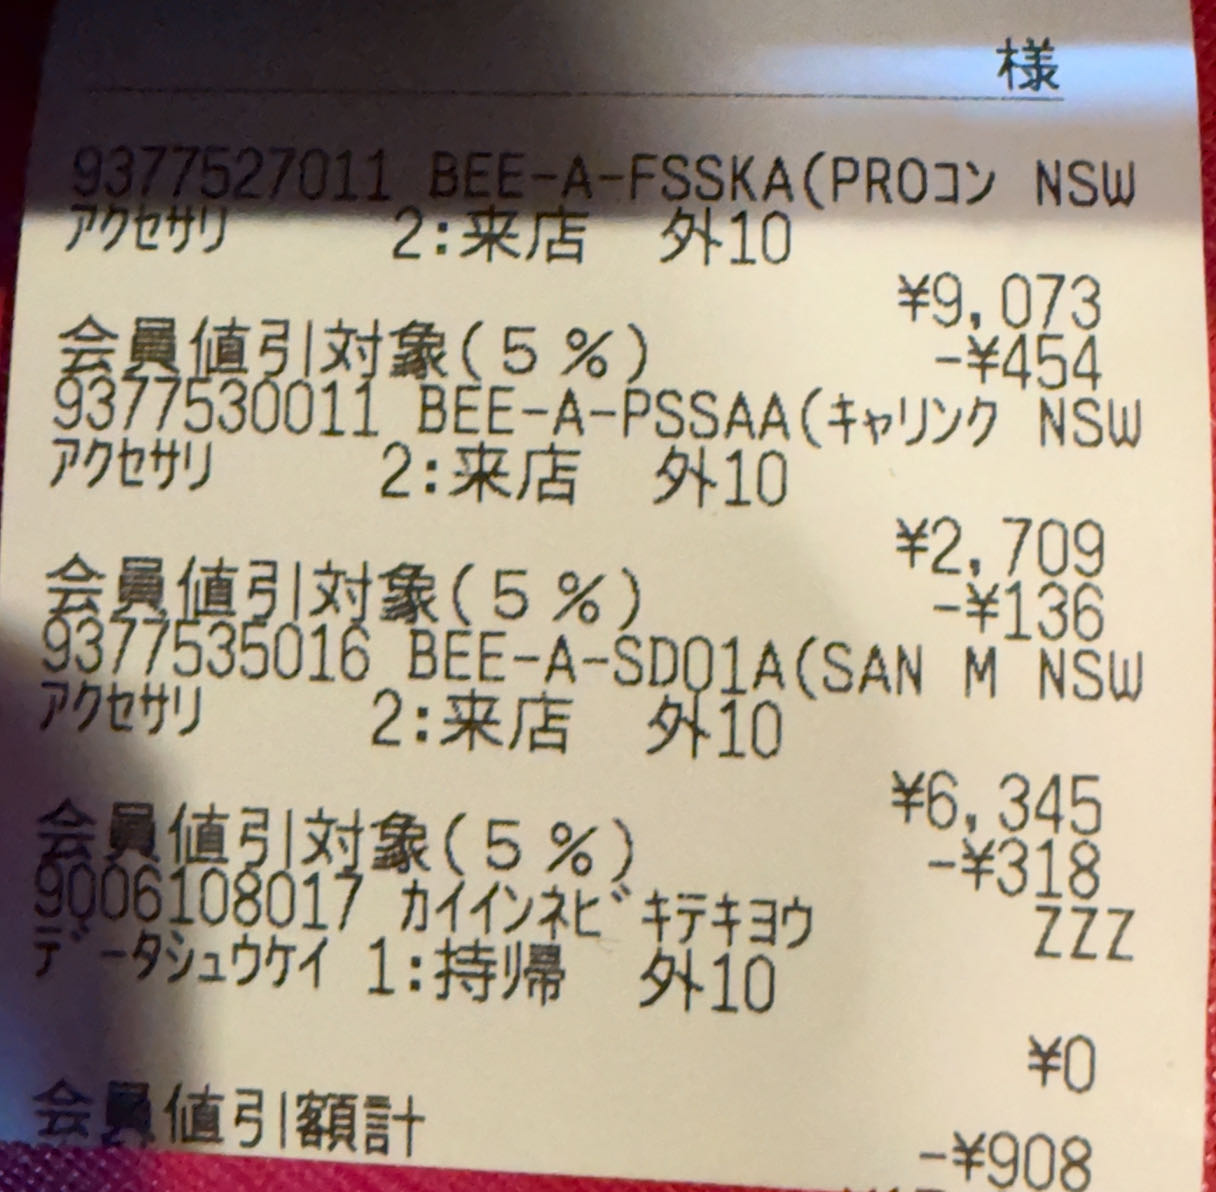 様
9377527011 BEE-A-FSSKA(PROコン NSW
アクセサリ 2:来店 外10
¥9,073
会員値引対象(5%) -¥454
9377530011 BEE-A-PSSAA(キャリング NSW
アクセサリ 2:来店 外10
¥2,709
会員値引対象(5%) -¥136
9377535016 BEE-A-SD01A(SAN M NSW
アクセサリ 2:来店 外10
¥6,345
会員値引対象(5%) -¥318
9006108017 カイインネビキテキヨウ ZZZ
データシュウケイ 1:持帰 外10
¥0
会員値引額計
-¥908